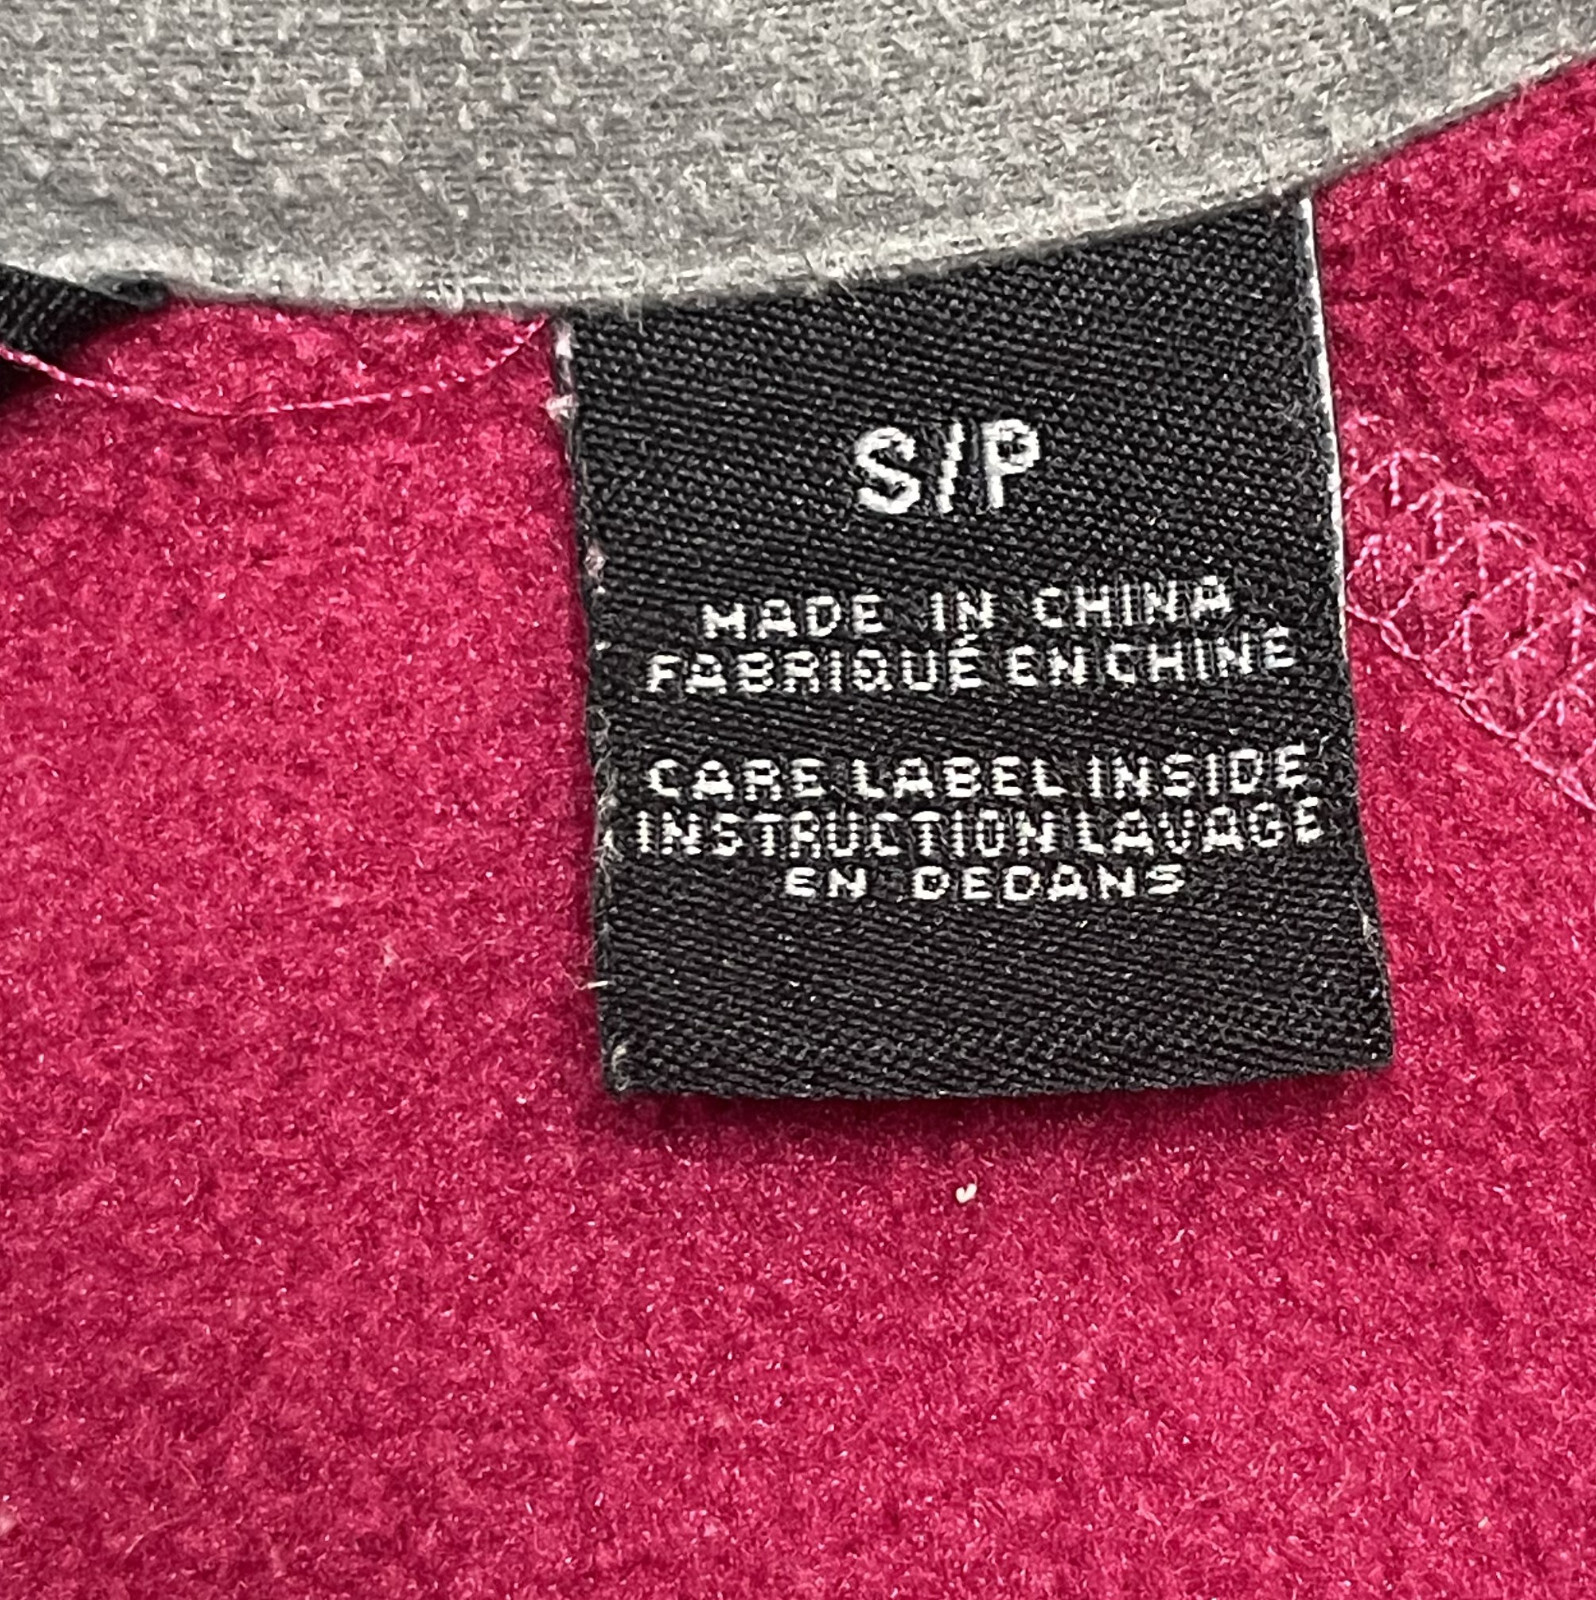 S/P
MADE IN CHINA
FABRIQUÉ EN CHINE
CARE LABEL INSIDE
INSTRUCTION LAVAGE
EN DEDANS